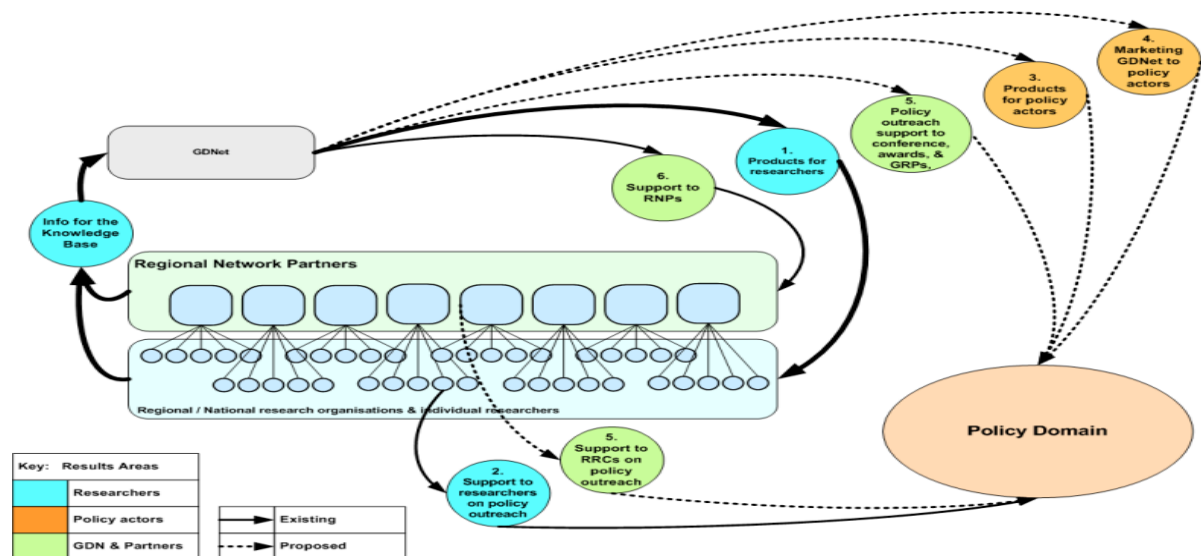 4.
Marketing
GDNet to
policy
actors
3.
Products
for policy
actors
5.
Policy
outreach
support to
conference,
awards, &
GRPs,
GDNet
1.
Products for
researchers
6.
Support to
RNPs
Info for the
Knowledge
Base
Regional Network Partners
Regional / National research organisations & individual researchers
Policy Domain
5.
Support to
RRCs on
policy
outreach
2.
Support to
researchers
on policy
outreach
Key: Results Areas
Researchers
Policy actors
GDN & Partners
Existing
Proposed